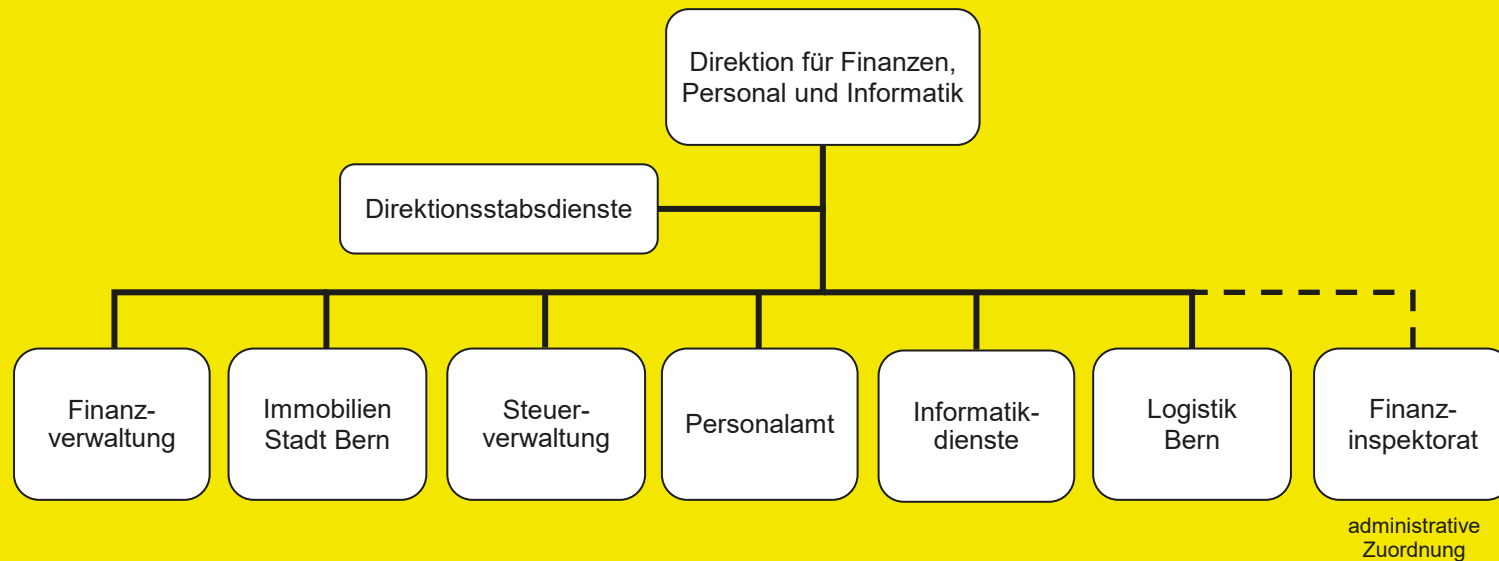 Direktion für Finanzen,
Personal und Informatik
Direktionsstabsdienste
Finanz-
verwaltung
Immobilien
Stadt Bern
Steuer-
verwaltung
Personalamt
Informatik-
dienste
Logistik
Bern
Finanz-
inspektorat
administrative
Zuordnung